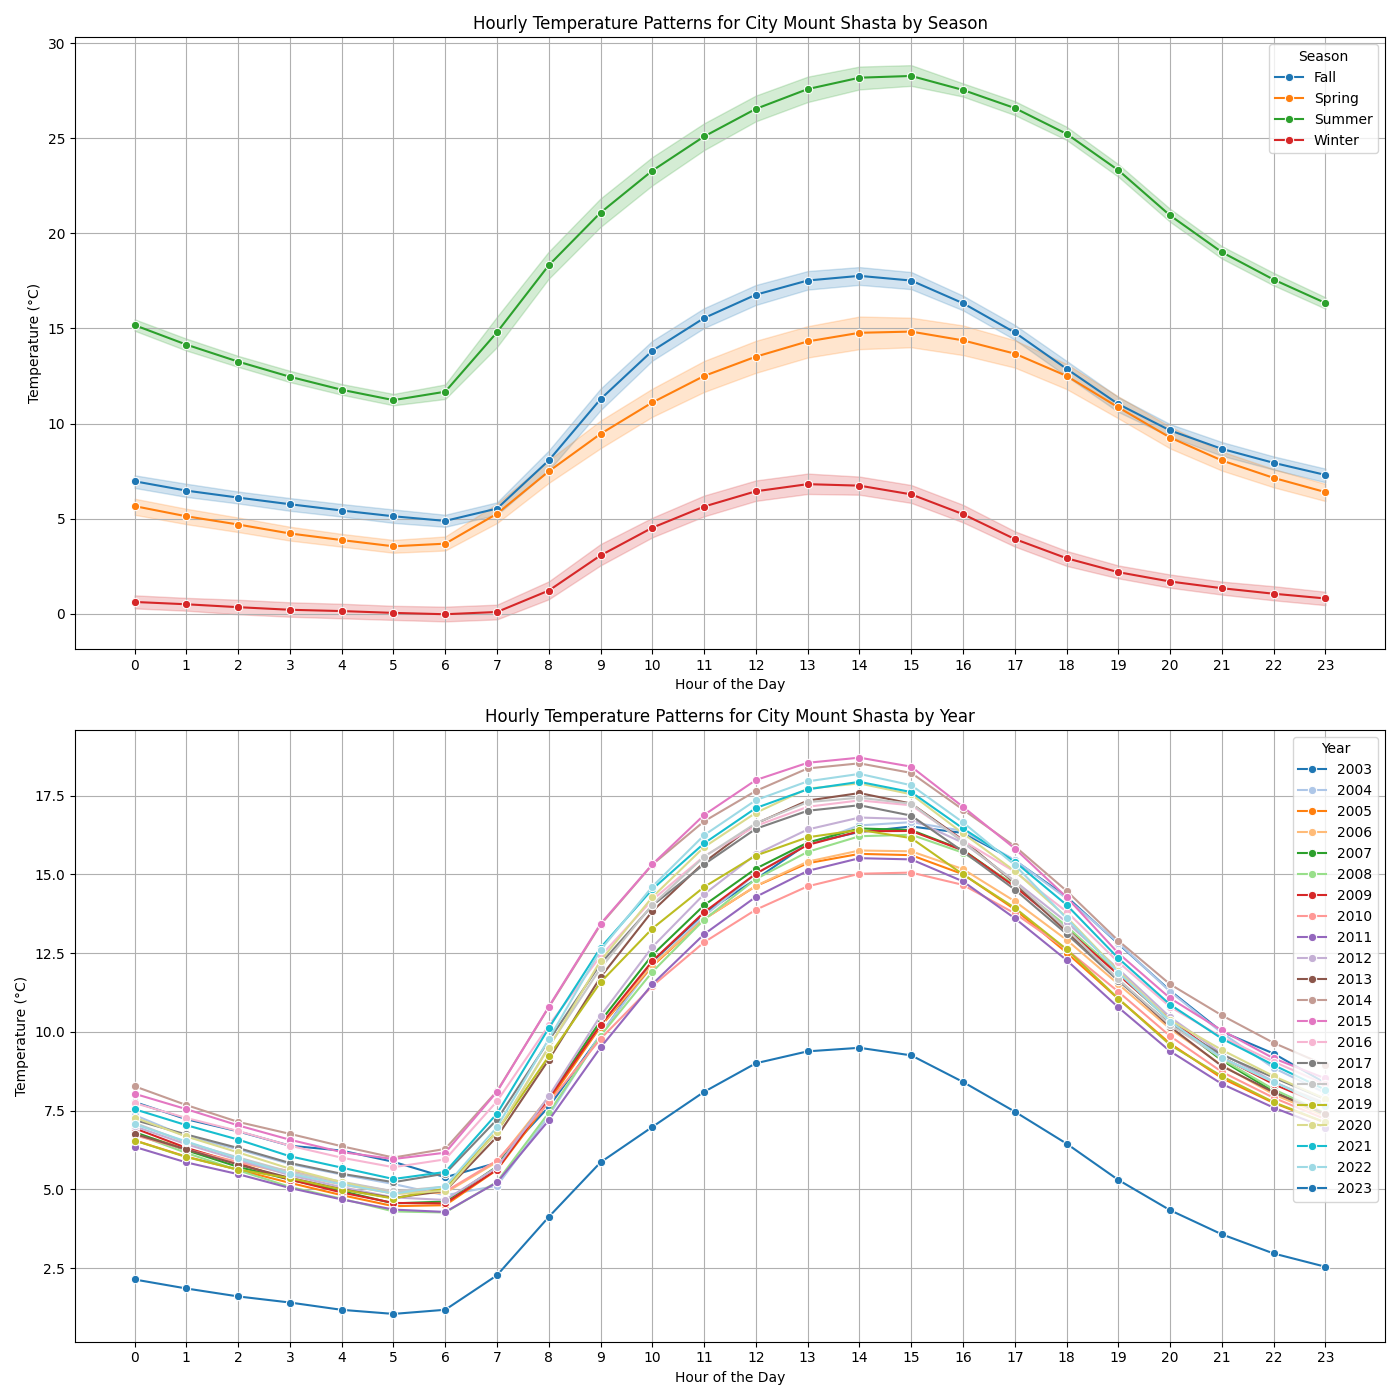 Hourly Temperature Patterns for City Mount Shasta by Season
Temperature (°C)
30
25
20
15
10
5
0
Season
Fall
Spring
Summer
Winter
0 1 2 3 4 5 6 7 8 9 10 11 12 13 14 15 16 17 18 19 20 21 22 23
Hour of the Day
Hourly Temperature Patterns for City Mount Shasta by Year
Temperature (°C)
17.5
15.0
12.5
10.0
7.5
5.0
2.5
Year
2003
2004
2005
2006
2007
2008
2009
2010
2011
2012
2013
2014
2015
2016
2017
2018
2019
2020
2021
2022
2023
0 1 2 3 4 5 6 7 8 9 10 11 12 13 14 15 16 17 18 19 20 21 22 23
Hour of the Day